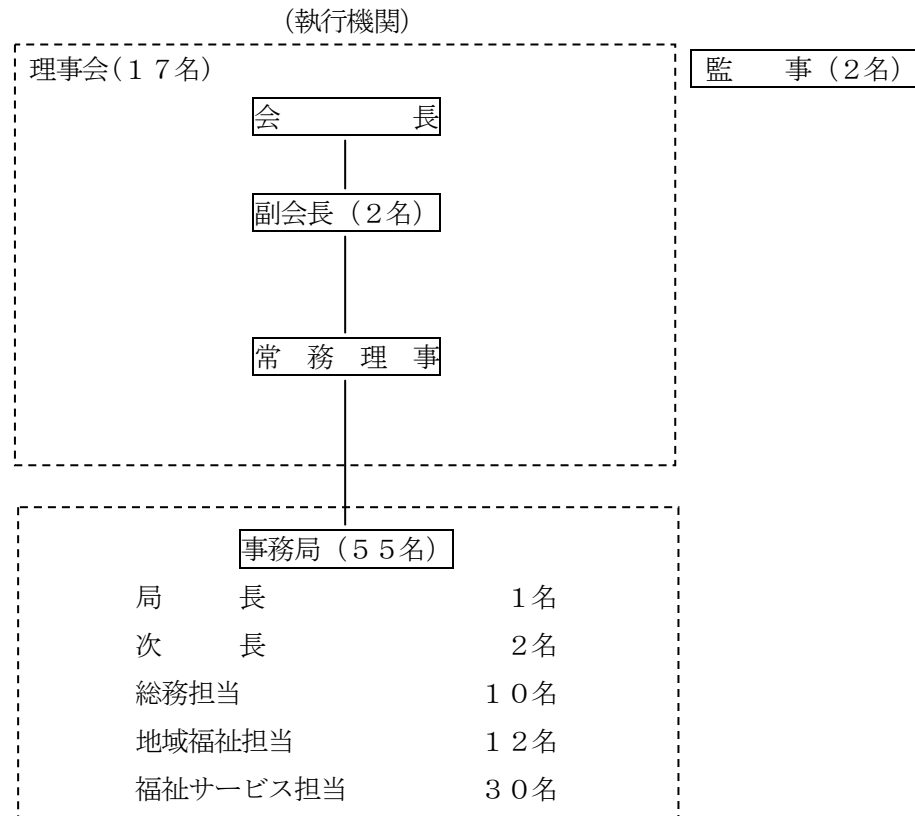 (執行機関)
理事会(１７名)
監　　事（2名）
会　　　　　長
副会長（2名）
常　務　理　事
事務局（５５名）
局　　　長　　　　　　　　　1名
次　　　長　　　　　　　　　2名
総務担当　　　　　　　　　１０名
地域福祉担当　　　　　　　１２名
福祉サービス担当　　　　　３０名